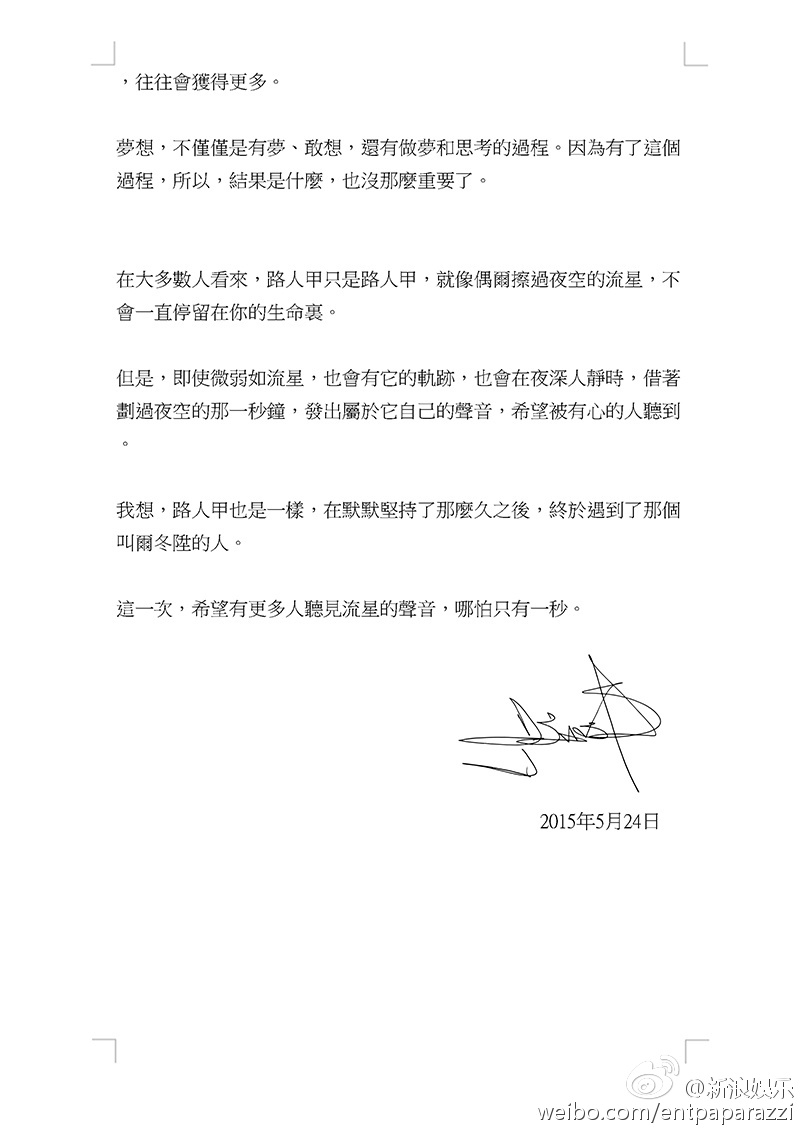 ，往往會獲得更多。
夢想，不僅僅是有夢、敢想，還有做夢和思考的過程。因為有了這個
過程，所以，結果是什麼，也沒那麼重要了。
在大多數人看來，路人甲只是路人甲，就像偶爾擦過夜空的流星，不
會一直停留在你的生命裏。
但是，即使微弱如流星，也會有它的軌跡，也會在夜深人靜時，借著
劃過夜空的那一秒鐘，發出屬於它自己的聲音，希望被有心的人聽到
。
我想，路人甲也是一樣，在默默堅持了那麼久之後，終於遇到了那個
叫爾冬陞的人。
這一次，希望有更多人聽見流星的聲音，哪怕只有一秒。
2015年5月24日
@新浪娱乐
weibo.com/entpaparazzi